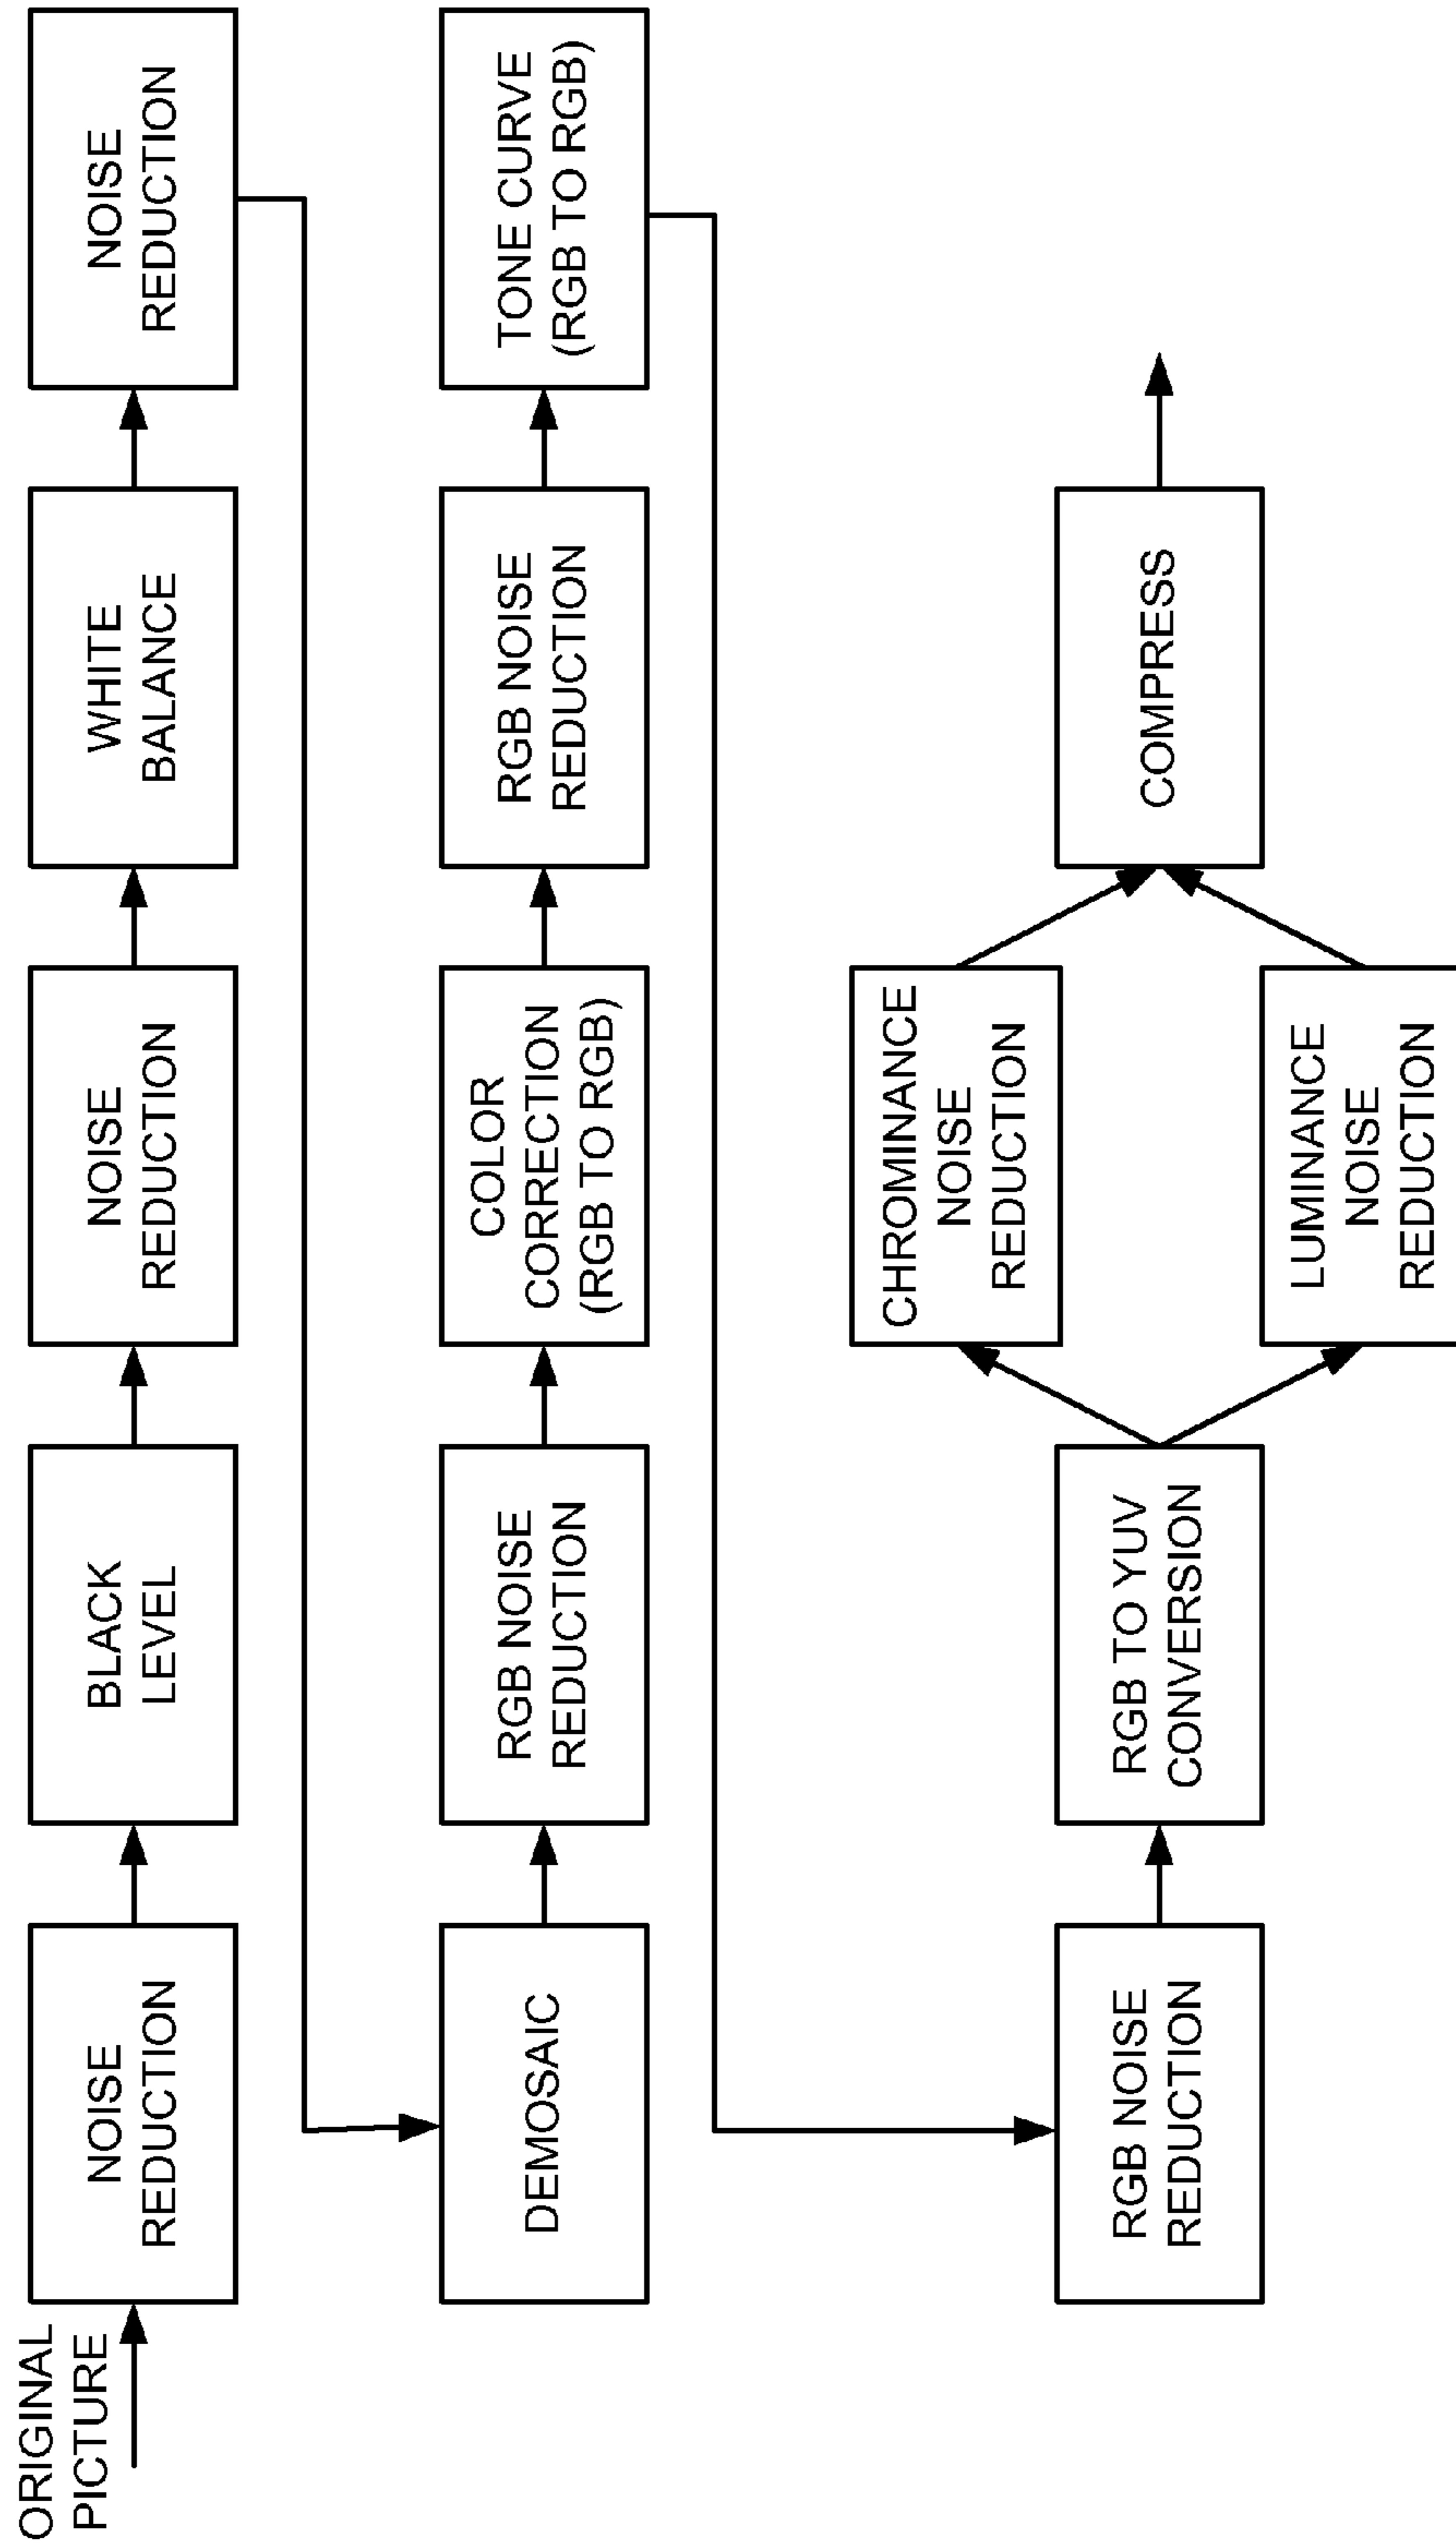 ORIGINAL
PICTURE
NOISE
REDUCTION
BLACK
LEVEL
NOISE
REDUCTION
WHITE
BALANCE
NOISE
REDUCTION
DEMOSAIC
RGB NOISE
REDUCTION
COLOR
CORRECTION
(RGB TO RGB)
RGB NOISE
REDUCTION
TONE CURVE
(RGB TO RGB)
RGB NOISE
REDUCTION
RGB TO YUV
CONVERSION
CHROMINANCE
NOISE
REDUCTION
LUMINANCE
NOISE
REDUCTION
COMPRESS